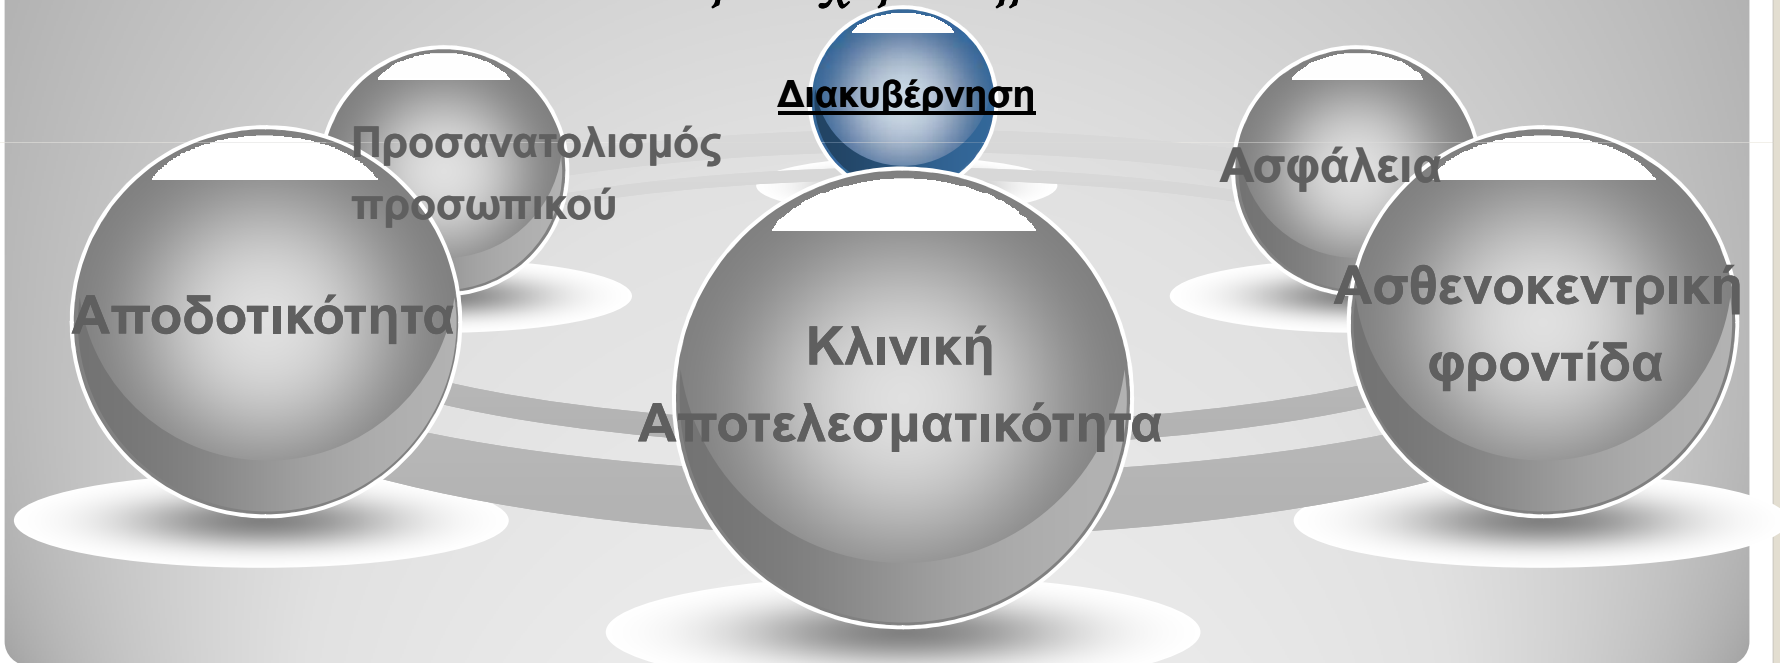 Διακυβέρνηση
Προσανατολισμός
προσωπικού
Ασφάλεια
Αποδοτικότητα
Ασθενοκεντρική
φροντίδα
Κλινική
Αποτελεσματικότητα